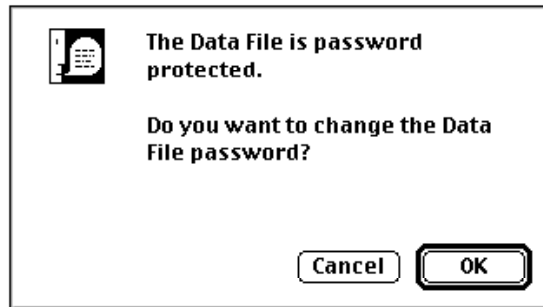 The Data File is password
protected.
Do you want to change the Data
File password?
Cancel OK